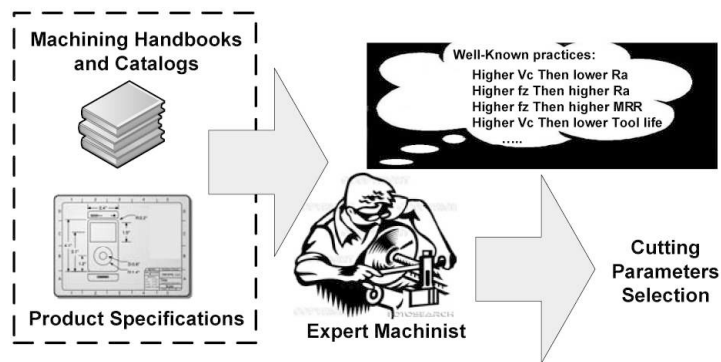 Machining Handbooks
and Catalogs
Product Specifications
Well-Known practices:
Higher Vc Then lower Ra
Higher fz Then higher Ra
Higher fz Then higher MRR
Higher Vc Then lower Tool life
.....
Expert Machinist
FOTOSEARCH
Cutting
Parameters
Selection